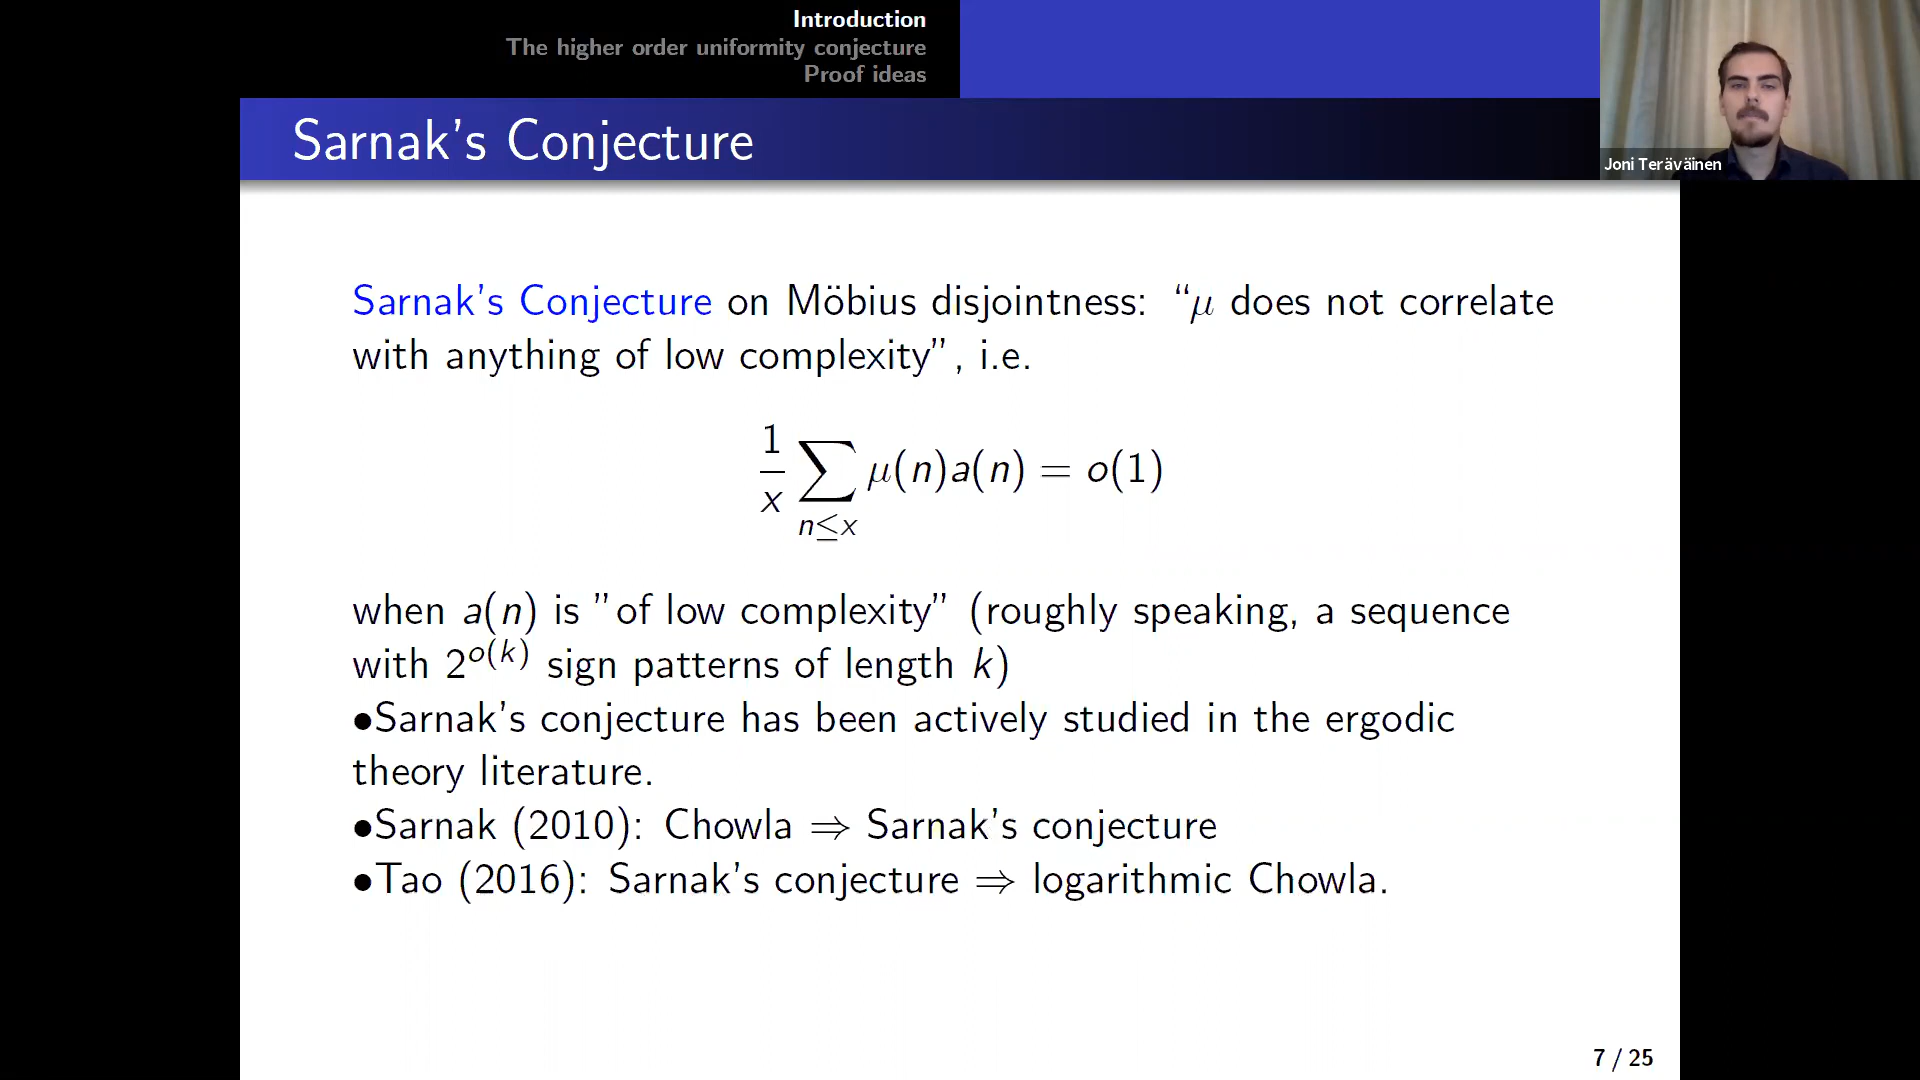 Introduction
The higher order uniformity conjecture
Proof ideas
Joni Teräväinen
Sarnak's Conjecture
Sarnak's Conjecture on Möbius disjointness: “μ does not correlate
with anything of low complexity”, i.e.
1/x ∑_{n≤x} μ(n)a(n) = o(1)
when a(n) is ”of low complexity” (roughly speaking, a sequence
with 2^{o(k)} sign patterns of length k)
•Sarnak's conjecture has been actively studied in the ergodic
theory literature.
•Sarnak (2010): Chowla ⇒ Sarnak's conjecture
•Tao (2016): Sarnak's conjecture ⇒ logarithmic Chowla.
7 / 25